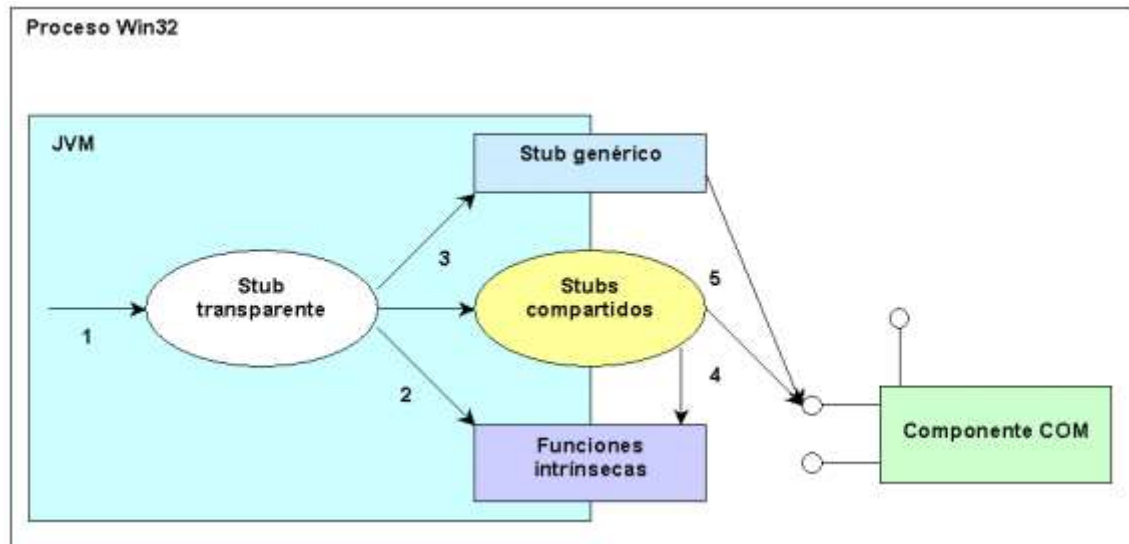 Proceso Win32
JVM
Stub genérico
3
Stub
transparente
Stubs
compartidos
5
1
2
4
Funciones
intrínsecas
Componente COM